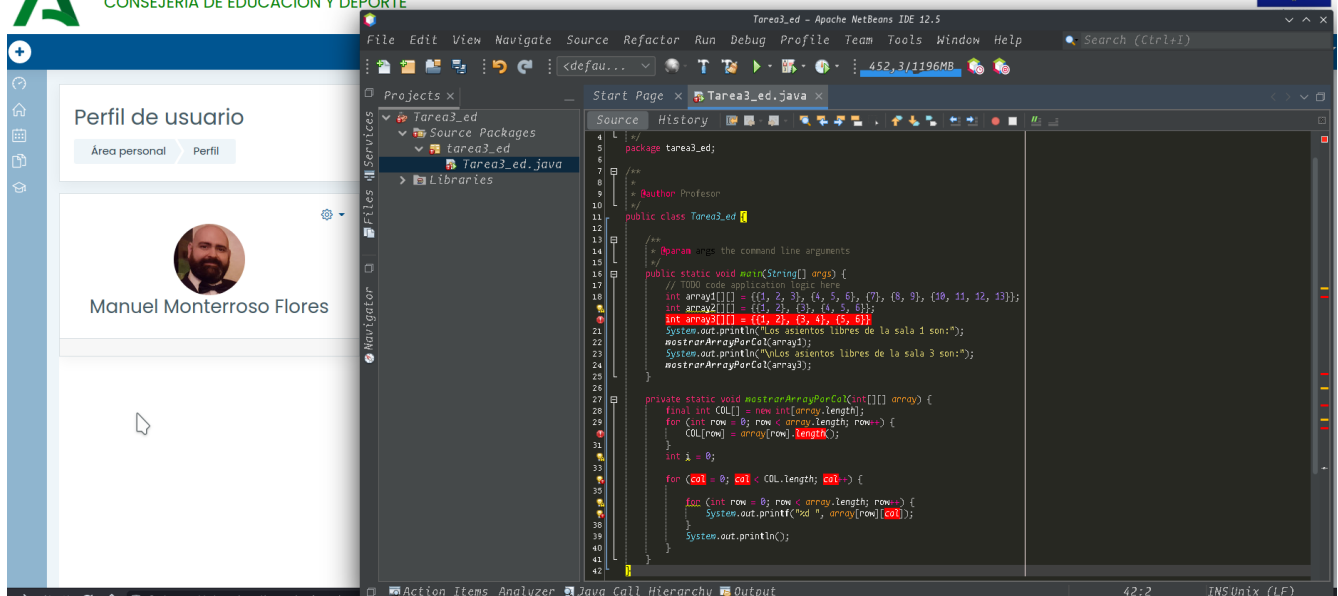 CONSEJERÍA DE EDUCACIÓN Y DEPORTE
Perfil de usuario
Área personal
Perfil
Manuel Monterroso Flores
Tarea3_ed - Apache NetBeans IDE 12.5
File Edit View Navigate Source Refactor Run Debug Profile Team Tools Window Help
Search (Ctrl+I)
<defau...
452,3/1196MB
Projects
Services
Files
Navigator
Tarea3_ed
Source Packages
tarea3_ed
Tarea3_ed.java
Libraries
Start Page
Tarea3_ed.java
Source History
4 */
5 package tarea3_ed;
6
7 /**
8 *
9 * @author Profesor
10 */
11 public class Tarea3_ed {
12
13 /**
14 * @param args the command line arguments
15 */
16 public static void main(String[] args) {
17 // TODO code application logic here
18 int array1[][] = {{1, 2, 3}, {4, 5, 6}, {7}, {8, 9}, {10, 11, 12, 13}};
int array2[][] = {{1, 2}, {3}, {4, 5, 6}};
int array3[][] = {{1, 2}, {3, 4}, {5, 6}}
21 System.out.println("Los asientos libres de la sala 1 son:");
22 mostrarArrayPorCol(array1);
23 System.out.println("\nLos asientos libres de la sala 3 son:");
24 mostrarArrayPorCol(array3);
25 }
26
27 private static void mostrarArrayPorCol(int[][] array) {
28 final int COL[] = new int[array.length];
29 for (int row = 0; row < array.length; row++) {
COL[row] = array[row].length();
31 }
int i = 0;
33
for (col = 0; col < COL.length; col++) {
35
for (int row = 0; row < array.length; row++) {
System.out.printf("%d ", array[row][col]);
38 }
39 System.out.println();
40 }
41 }
42 }
Action Items Analyzer Java Call Hierarchy Output
42:2
INS Unix (LF)